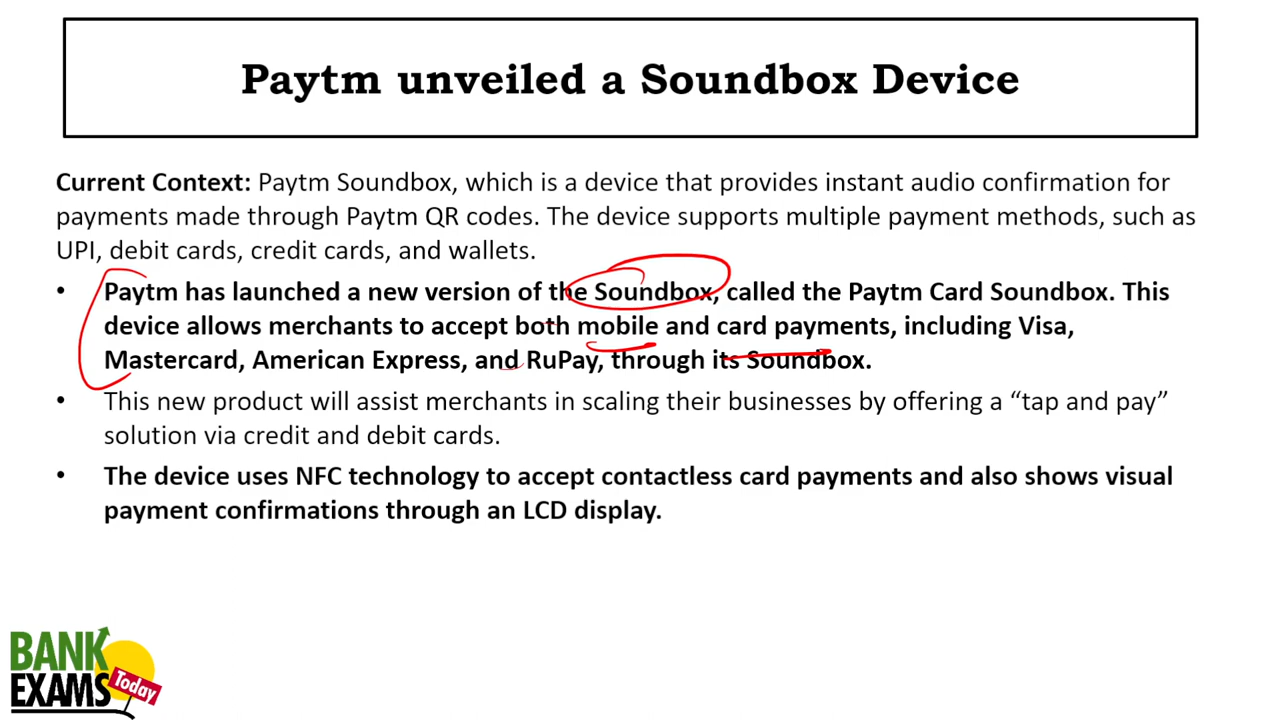 Paytm unveiled a Soundbox Device
Current Context: Paytm Soundbox, which is a device that provides instant audio confirmation for
payments made through Paytm QR codes. The device supports multiple payment methods, such as
UPI, debit cards, credit cards, and wallets.
• Paytm has launched a new version of the Soundbox, called the Paytm Card Soundbox. This
device allows merchants to accept both mobile and card payments, including Visa,
Mastercard, American Express, and RuPay, through its Soundbox.
• This new product will assist merchants in scaling their businesses by offering a “tap and pay”
solution via credit and debit cards.
• The device uses NFC technology to accept contactless card payments and also shows visual
payment confirmations through an LCD display.
BANK
EXAMS
Today